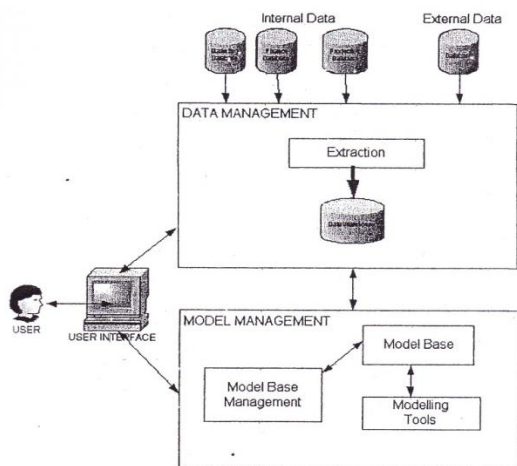 Internal Data
External Data
DATA MANAGEMENT
Extraction
USER
USER INTERFACE
MODEL MANAGEMENT
Model Base
Model Base
Management
Modelling
Tools